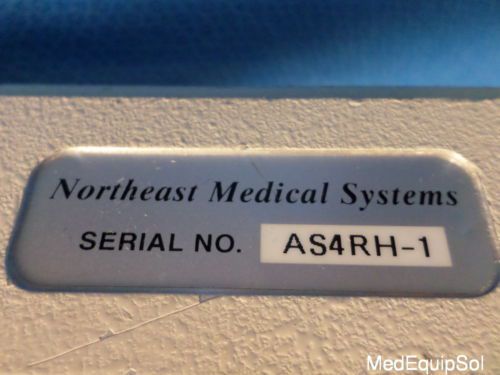 Northeast Medical Systems
SERIAL NO. AS4RH-1
MedEquipSol